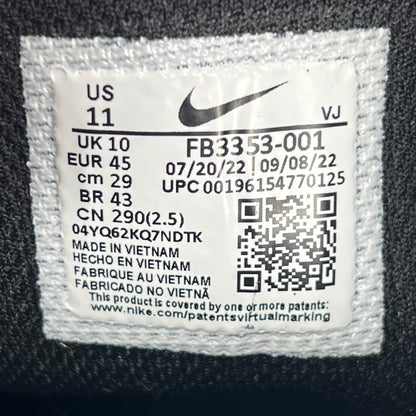 US
11
VJ
UK 10
EUR 45
cm 29
BR 43
CN 290(2.5)
04YQ62KQ7NDTK
FB3353-001
07/20/22 | 09/08/22
UPC 00196154770125
MADE IN VIETNAM
HECHO EN VIETNAM
FABRIQUE AU VIETNAM
FABRICADO NO VIETNÃ
This product is covered by one or more patents:
www.nike.com/patentsvirtualmarking